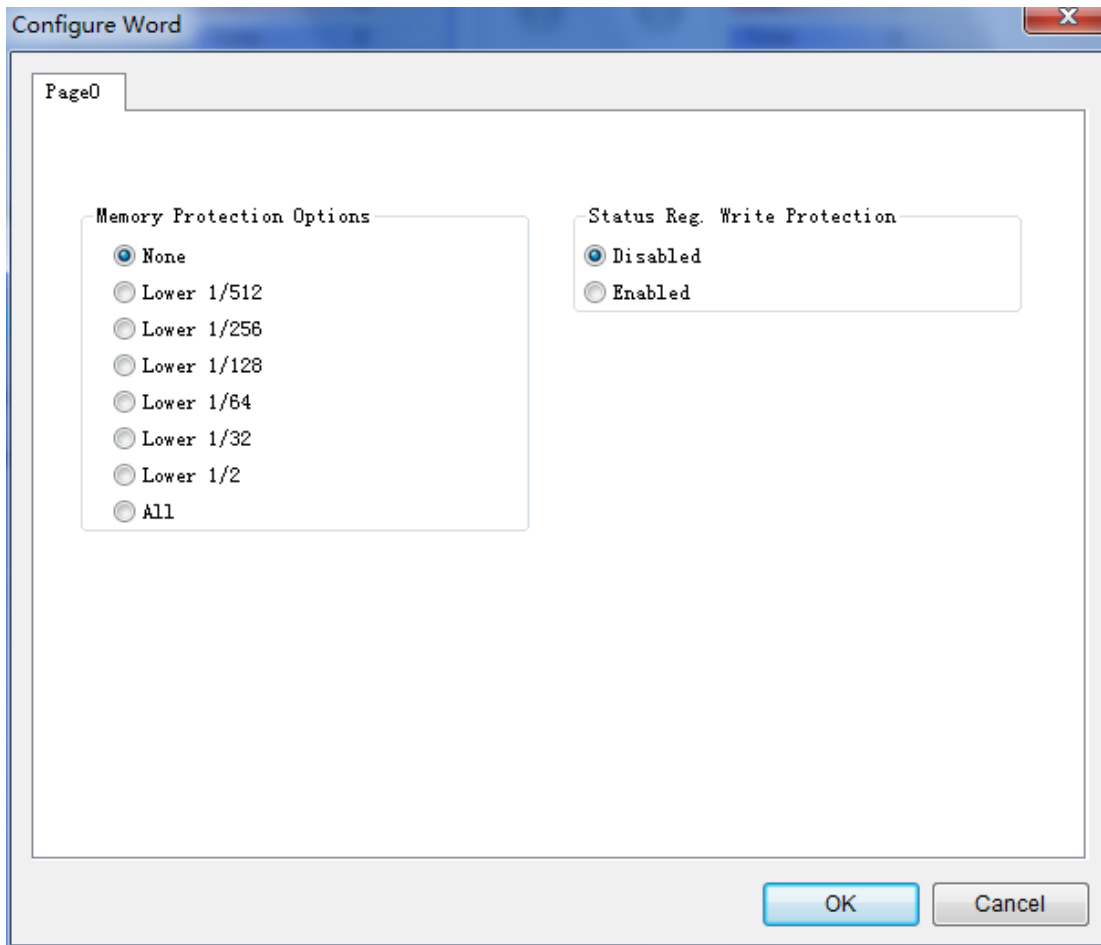 Configure Word
Page0
Memory Protection Options
None
Lower 1/512
Lower 1/256
Lower 1/128
Lower 1/64
Lower 1/32
Lower 1/2
All
Status Reg. Write Protection
Disabled
Enabled
OK
Cancel